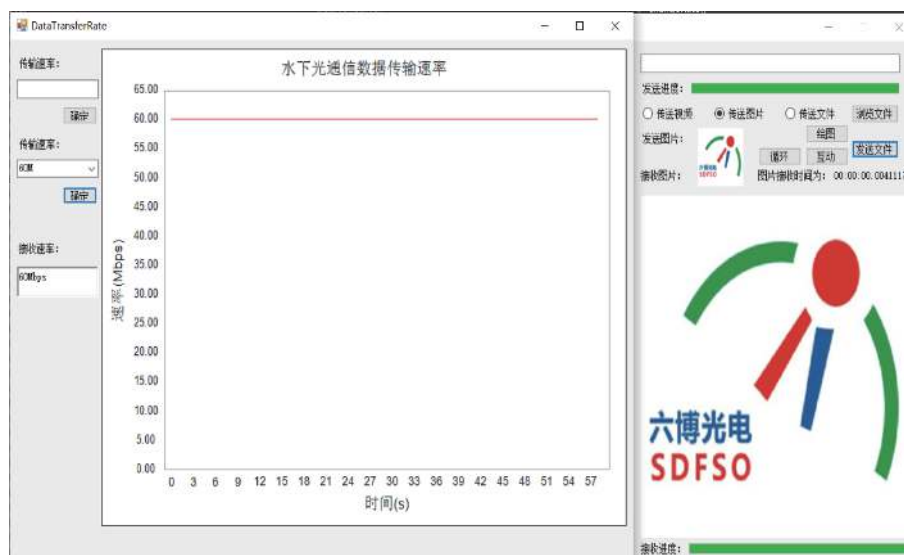 DataTransferRate
传输速率：
确定
传输速率：
60M
确定
接收速率：
60Mbps
水下光通信数据传输速率
速率(Mbps)
65.00
60.00
55.00
50.00
45.00
40.00
35.00
30.00
25.00
20.00
15.00
10.00
5.00
0.00
0 3 6 9 12 15 18 21 24 27 30 33 36 39 42 45 48 51 54 57
时间(s)
发送进度：
传送视频 传送图片 传送文件 浏览文件
发送图片：
绘图
循环 互动 发送文件
SDFSO
接收图片： 图片接收时间为： 00:00:00.004111
六博光电
SDFSO
接收进度：